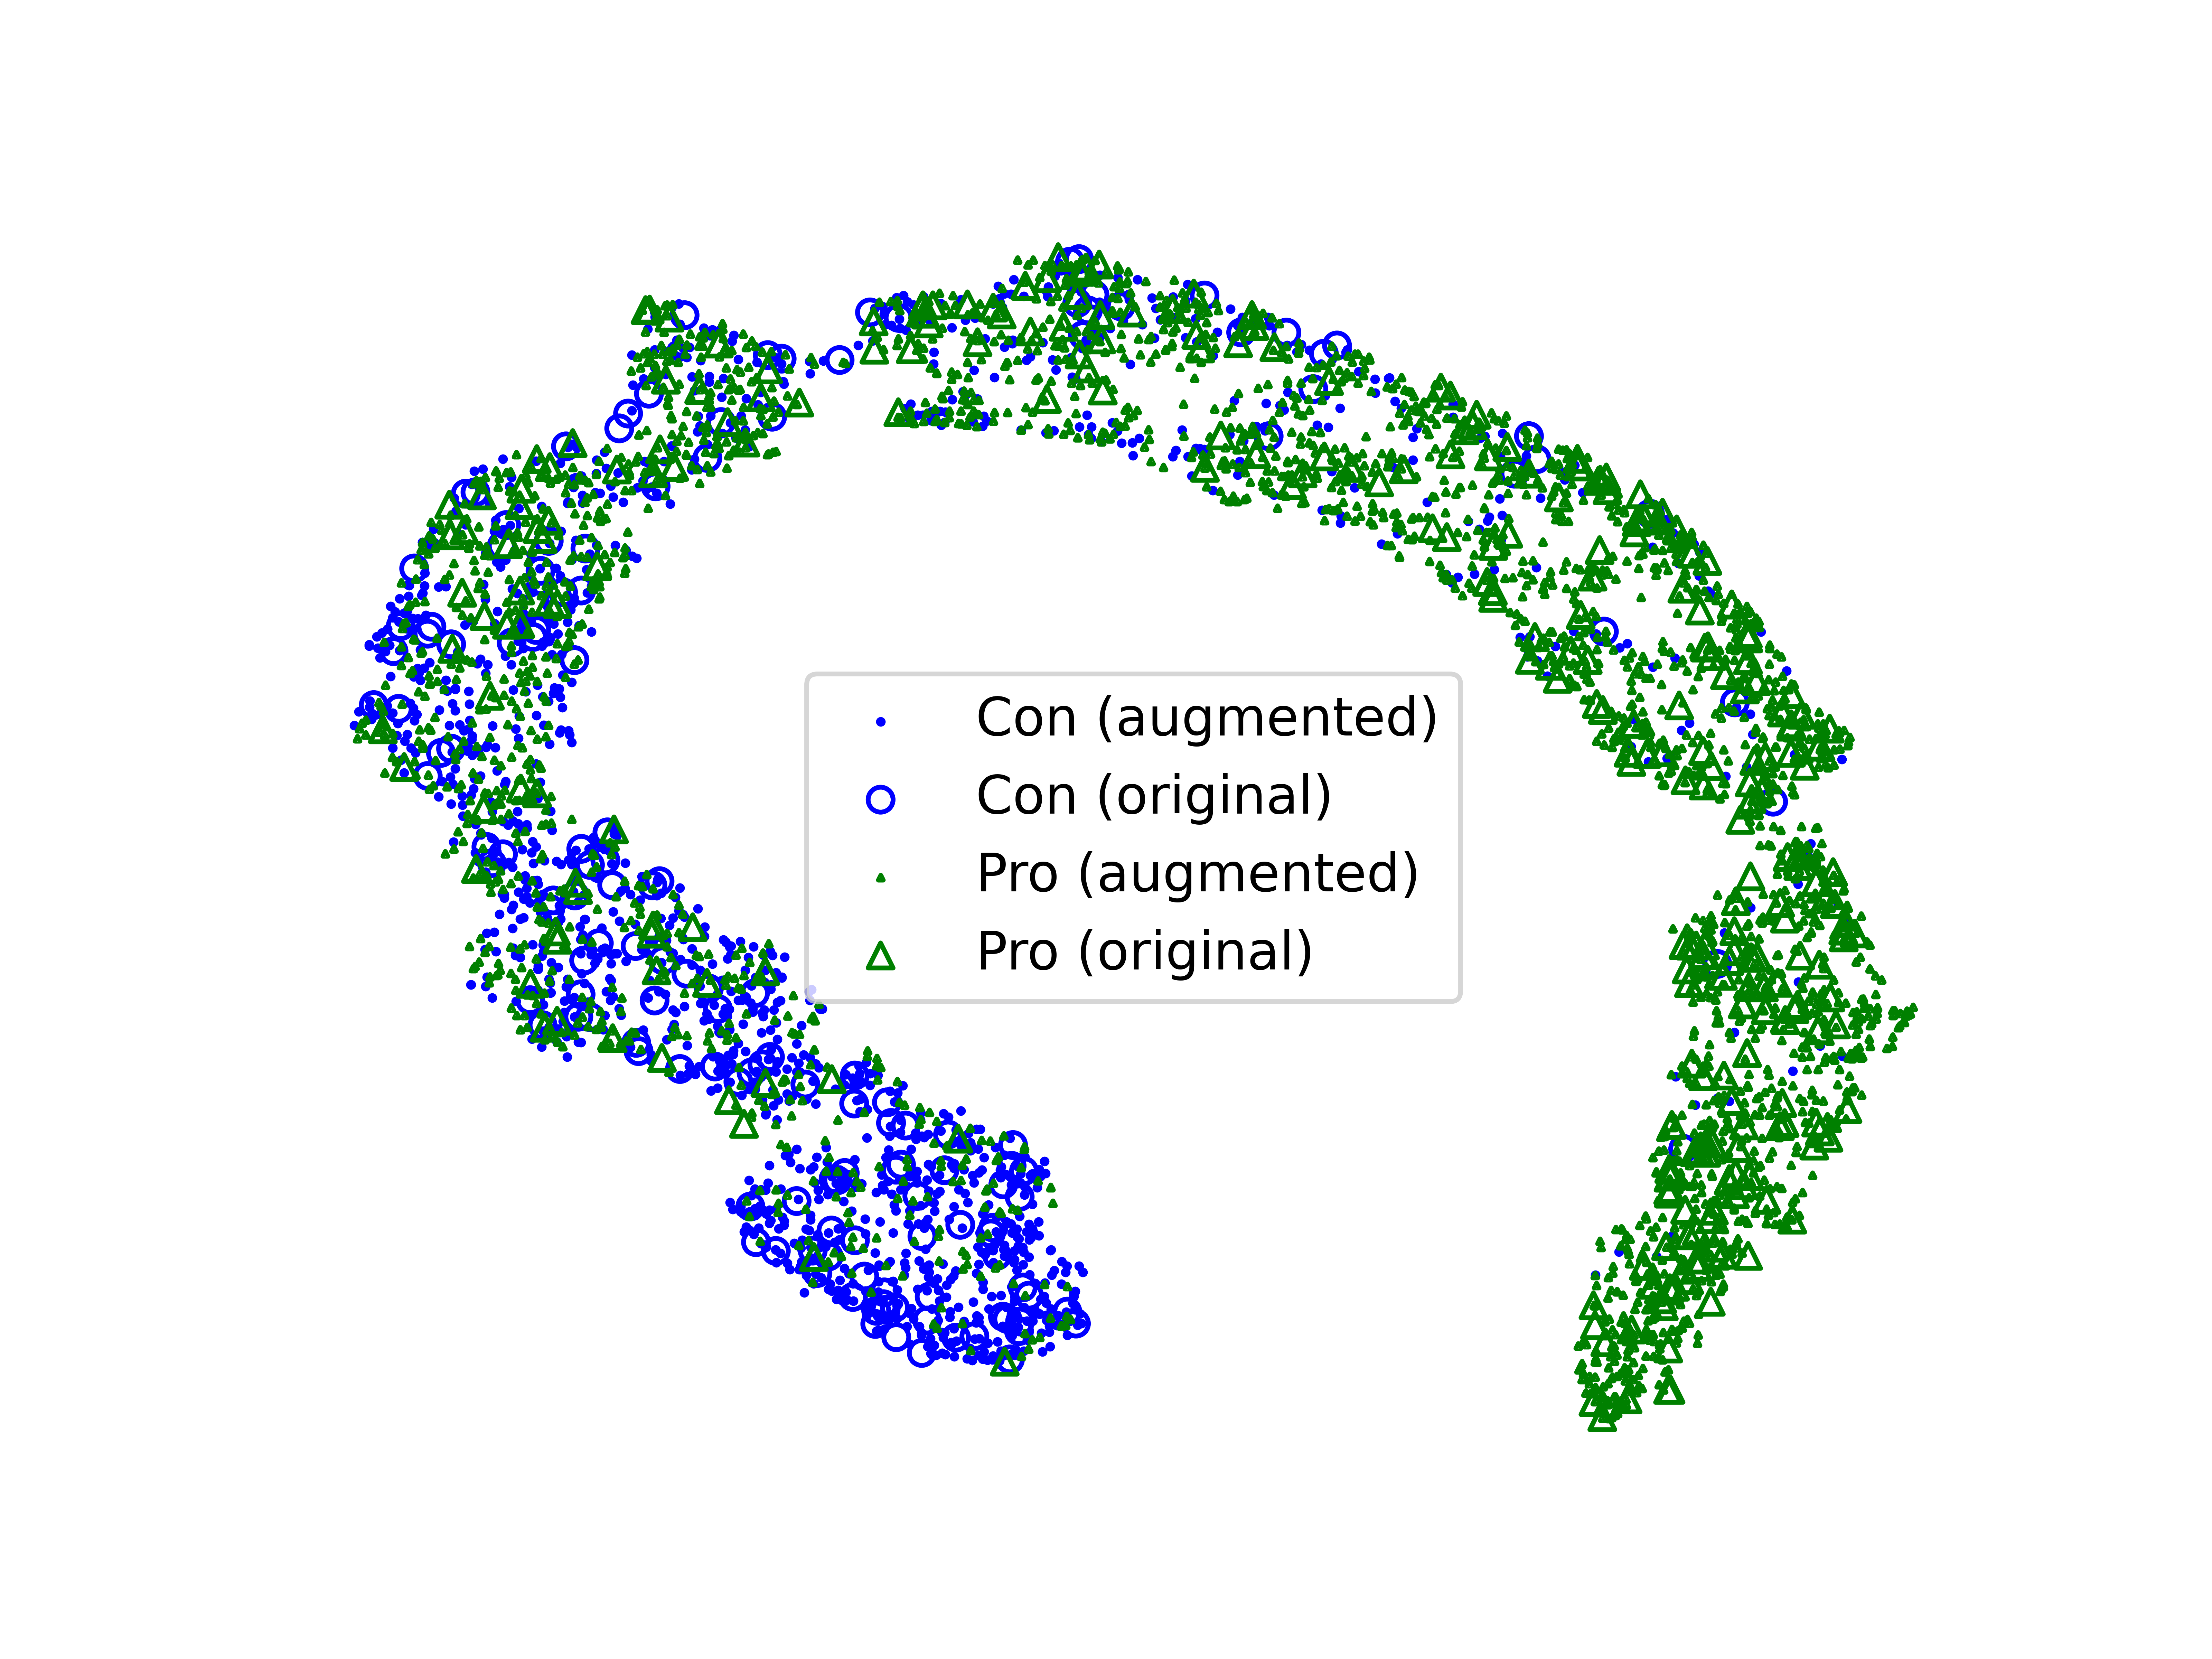 Con (augmented)
Con (original)
Pro (augmented)
Pro (original)